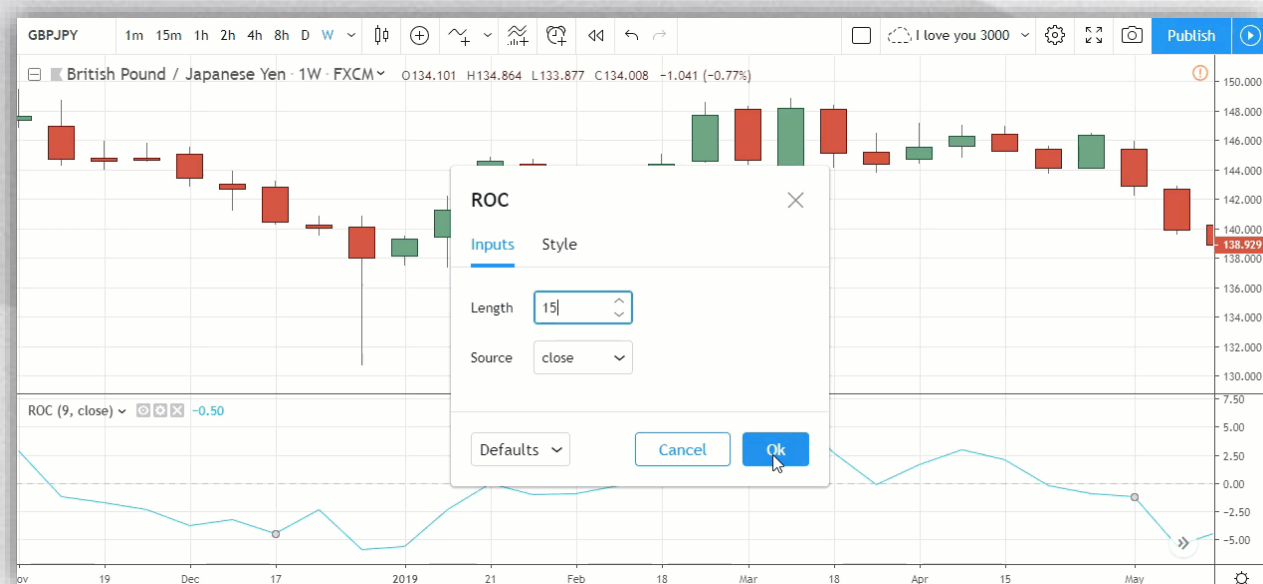 GBPJPY 1m 15m 1h 2h 4h 8h D W I love you 3000 Publish
British Pound / Japanese Yen · 1W · FXCM O134.101 H134.864 L133.877 C134.008 −1.041 (−0.77%)
150.000
148.000
146.000
144.000
142.000
140.000
138.929
138.000
136.000
134.000
132.000
130.000
ROC
Inputs Style
Length 15
Source close
Defaults Cancel Ok
ROC (9, close) −0.50
7.50
5.00
2.50
0.00
−2.50
−5.00
ov 19 Dec 17 2019 21 Feb 18 Mar 18 Apr 15 May